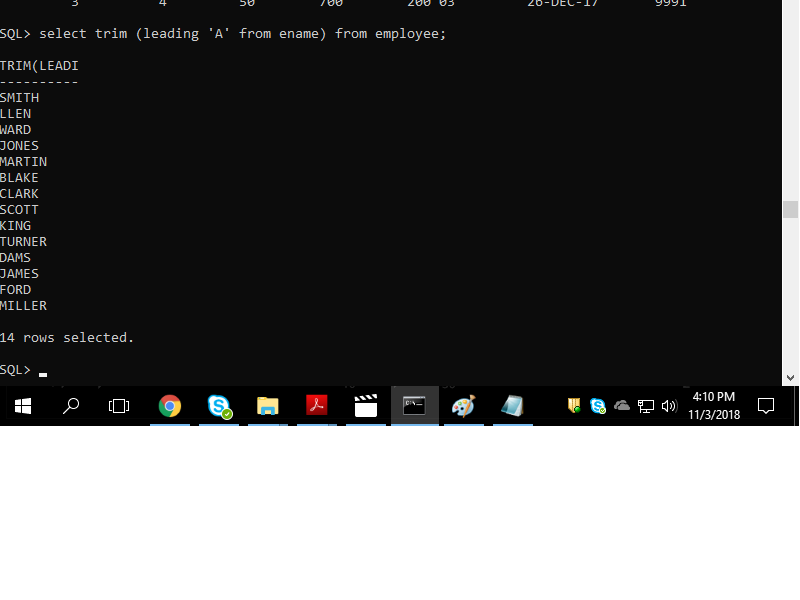 3 4 50 700 200 03 26-DEC-17 9991
SQL> select trim (leading 'A' from ename) from employee;
TRIM(LEADI
----------
SMITH
LLEN
WARD
JONES
MARTIN
BLAKE
CLARK
SCOTT
KING
TURNER
DAMS
JAMES
FORD
MILLER
14 rows selected.
SQL>
4:10 PM
11/3/2018